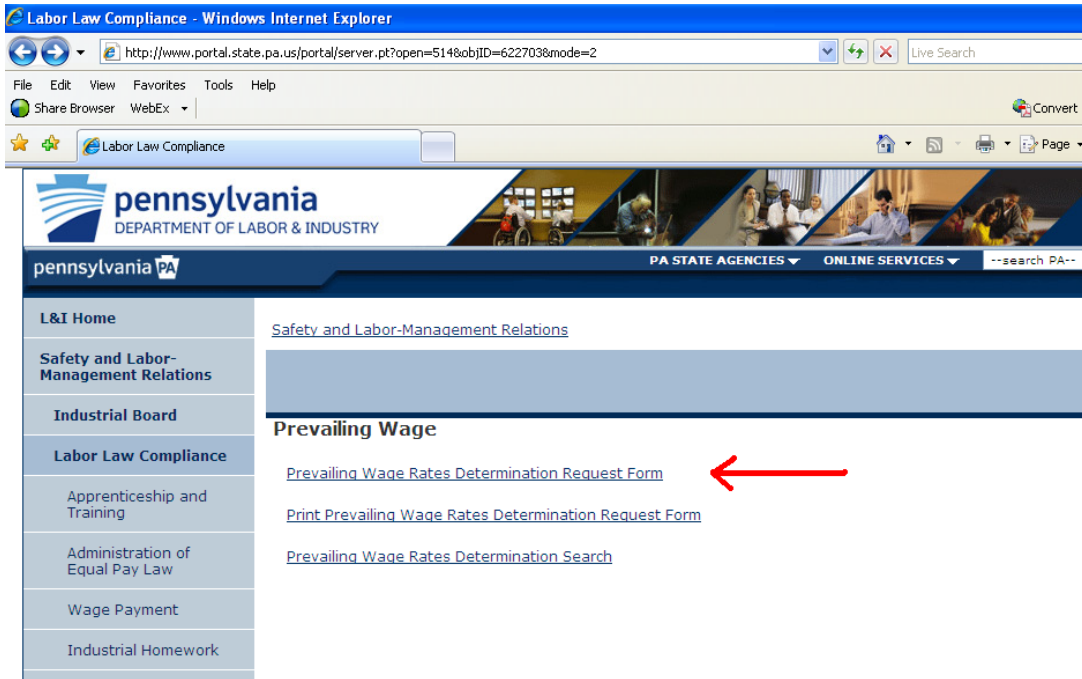 Labor Law Compliance - Windows Internet Explorer
http://www.portal.state.pa.us/portal/server.pt?open=514&objID=622703&mode=2
Live Search
File Edit View Favorites Tools Help
Share Browser WebEx
Convert
Labor Law Compliance
Page
pennsylvania
DEPARTMENT OF LABOR & INDUSTRY
pennsylvania PA
PA STATE AGENCIES
ONLINE SERVICES
--search PA--
L&I Home
Safety and Labor-
Management Relations
Industrial Board
Labor Law Compliance
Apprenticeship and
Training
Administration of
Equal Pay Law
Wage Payment
Industrial Homework
Safety and Labor-Management Relations
Prevailing Wage
Prevailing Wage Rates Determination Request Form
Print Prevailing Wage Rates Determination Request Form
Prevailing Wage Rates Determination Search